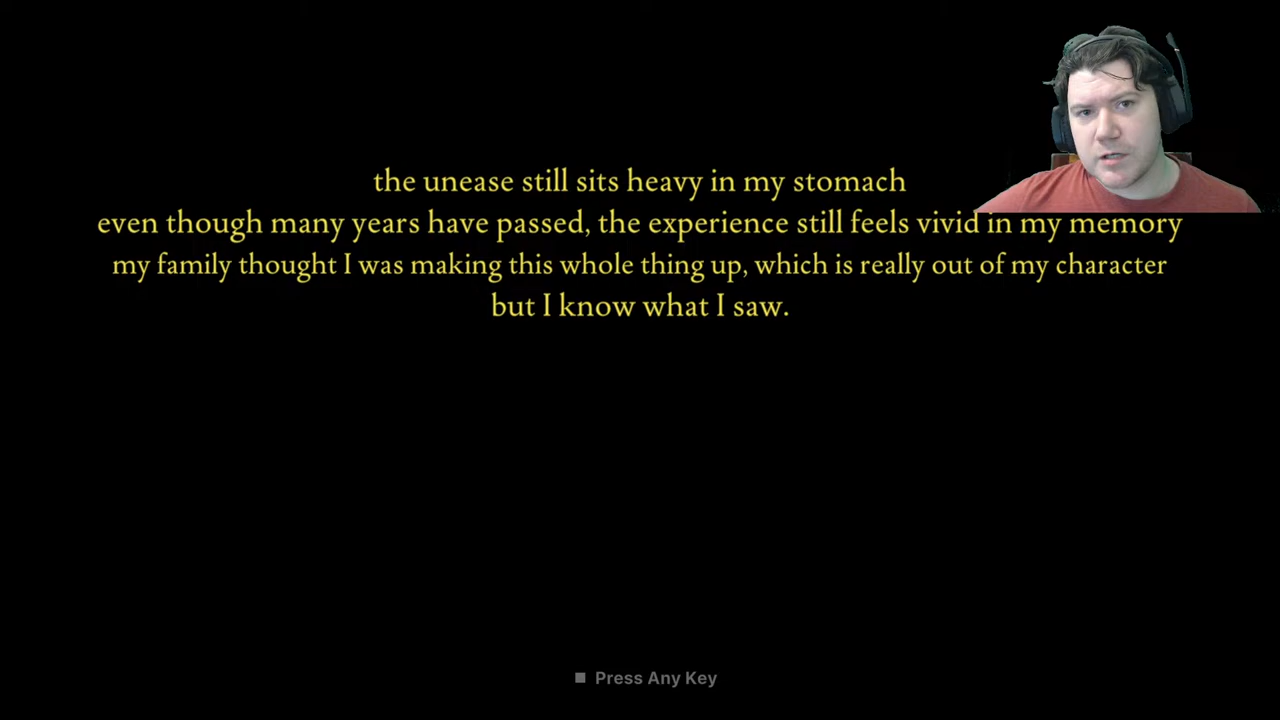 the unease still sits heavy in my stomach
even though many years have passed, the experience still feels vivid in my memory
my family thought I was making this whole thing up, which is really out of my character
but I know what I saw.
Press Any Key